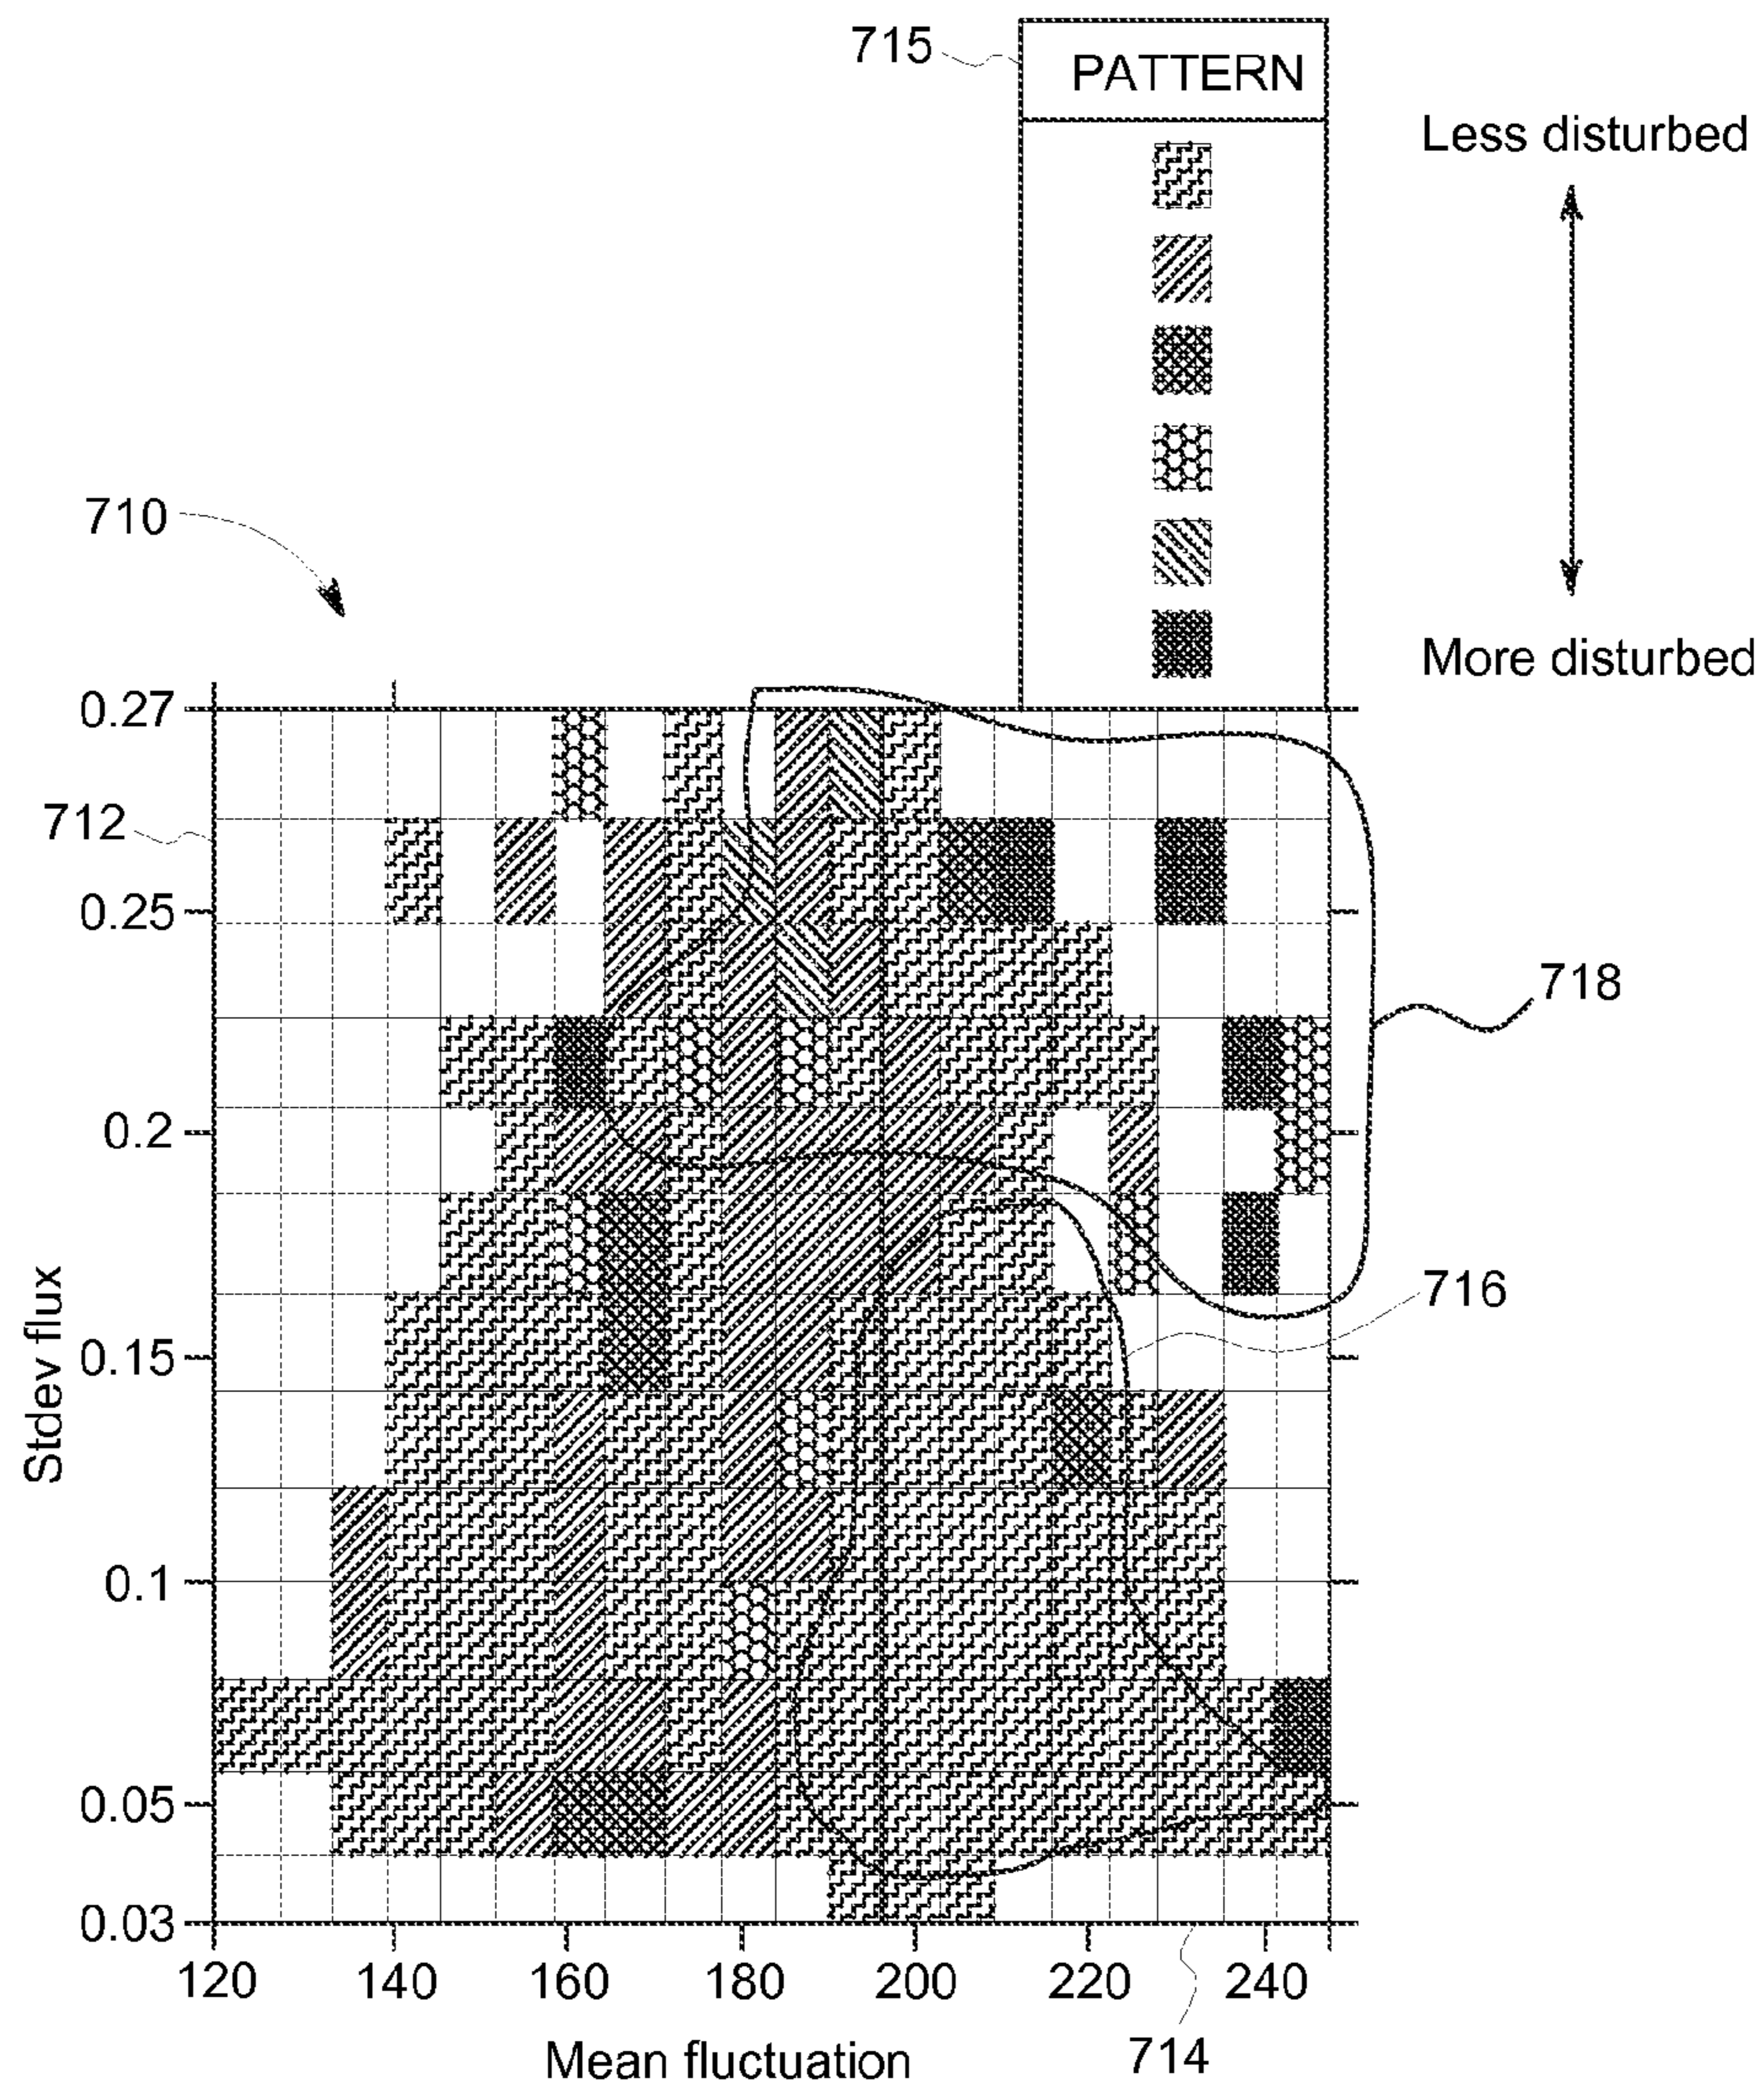 715
PATTERN
Less disturbed
More disturbed
710
712
0.27
0.25
0.2
0.15
0.1
0.05
0.03
Stdev flux
718
716
120 140 160 180 200 220 240
Mean fluctuation
714